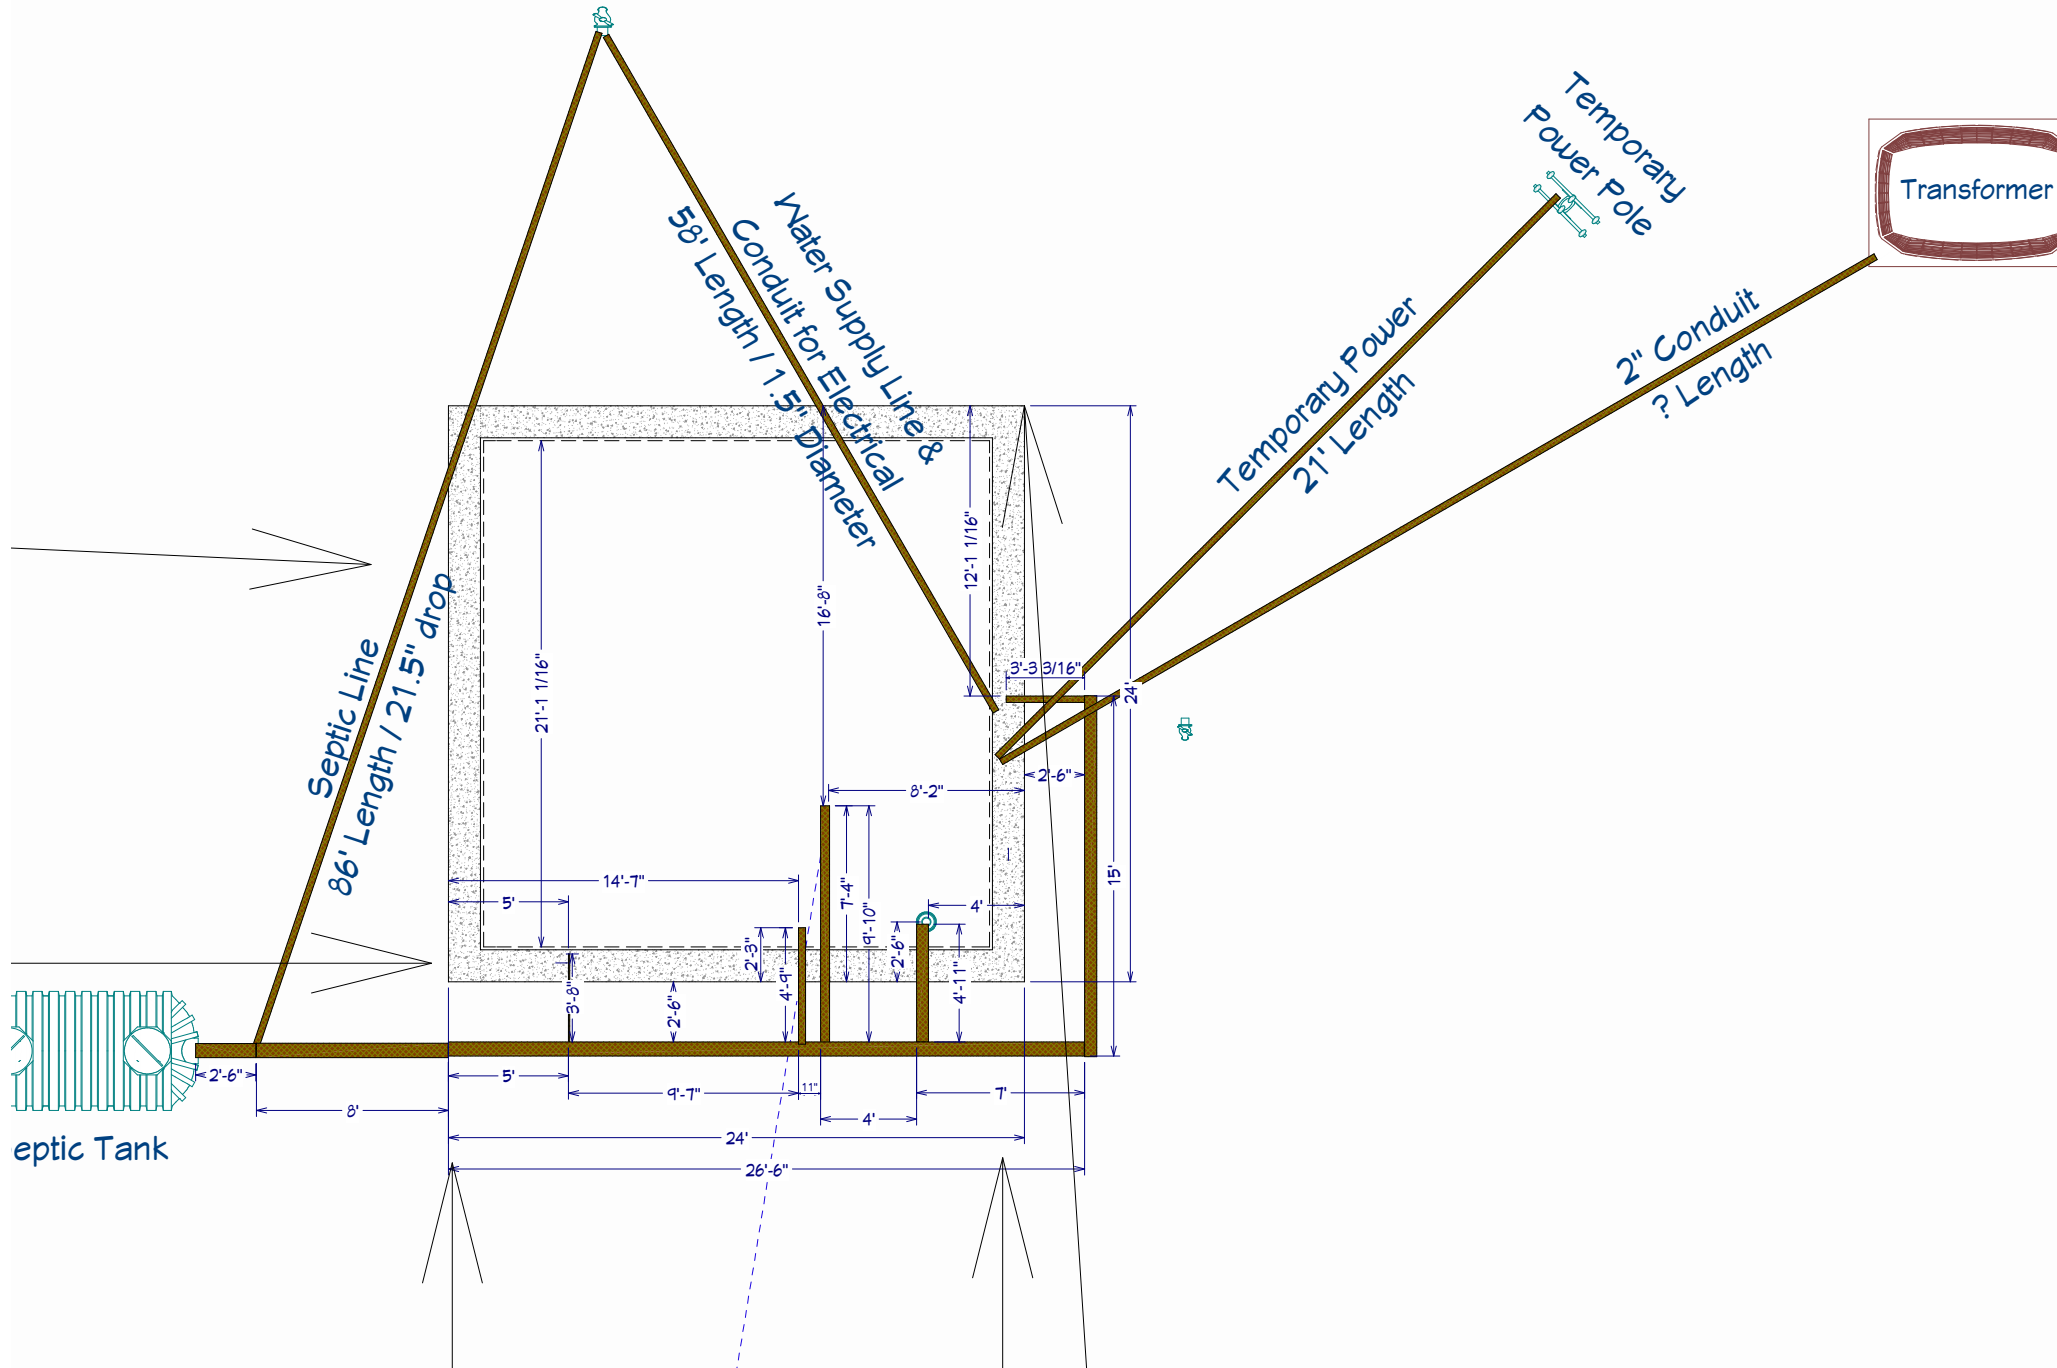 Temporary
Power Pole
Transformer
Water Supply Line &
Conduit for Electrical
58' Length / 1.5" Diameter
Temporary Power
21' Length
2" Conduit
? Length
Septic Line
86' Length / 21.5" drop
12'-1 1/16"
16'-8"
21'-1 1/16"
3'-3 3/16"
24'
2'-6"
8'-2"
15'
14'-7"
5'
7'-4"
9'-10"
4'
2'-3"
4'-9"
2'-6"
4'-11"
3'-8"
2'-6"
2'-6"
5'
9'-7"
11"
7'
8'
4'
24'
26'-6"
eptic Tank